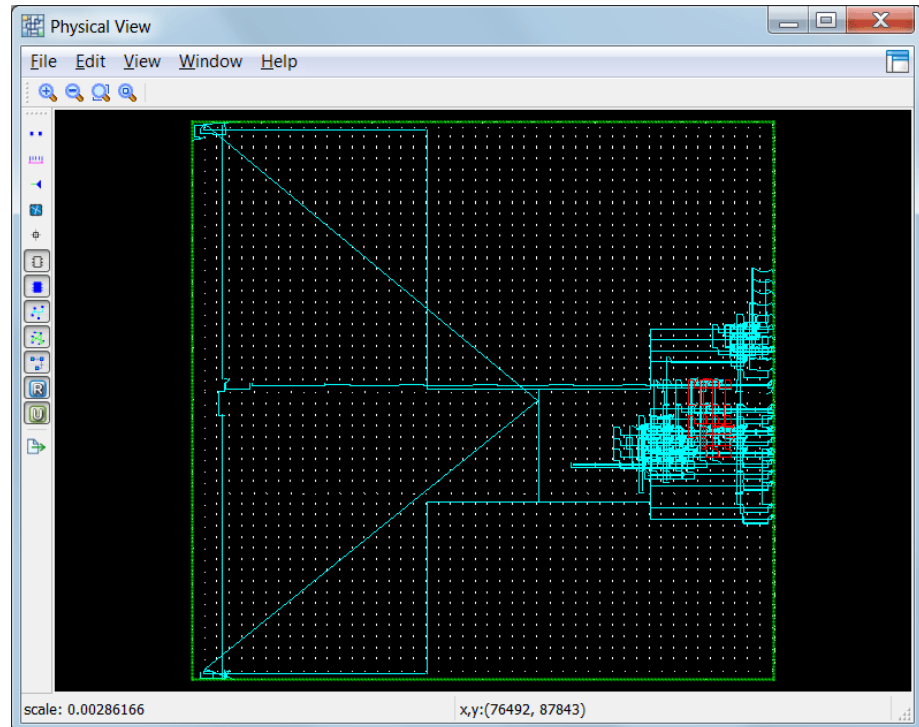 Physical View
File Edit View Window Help
R
U
scale: 0.00286166 x,y:(76492, 87843)